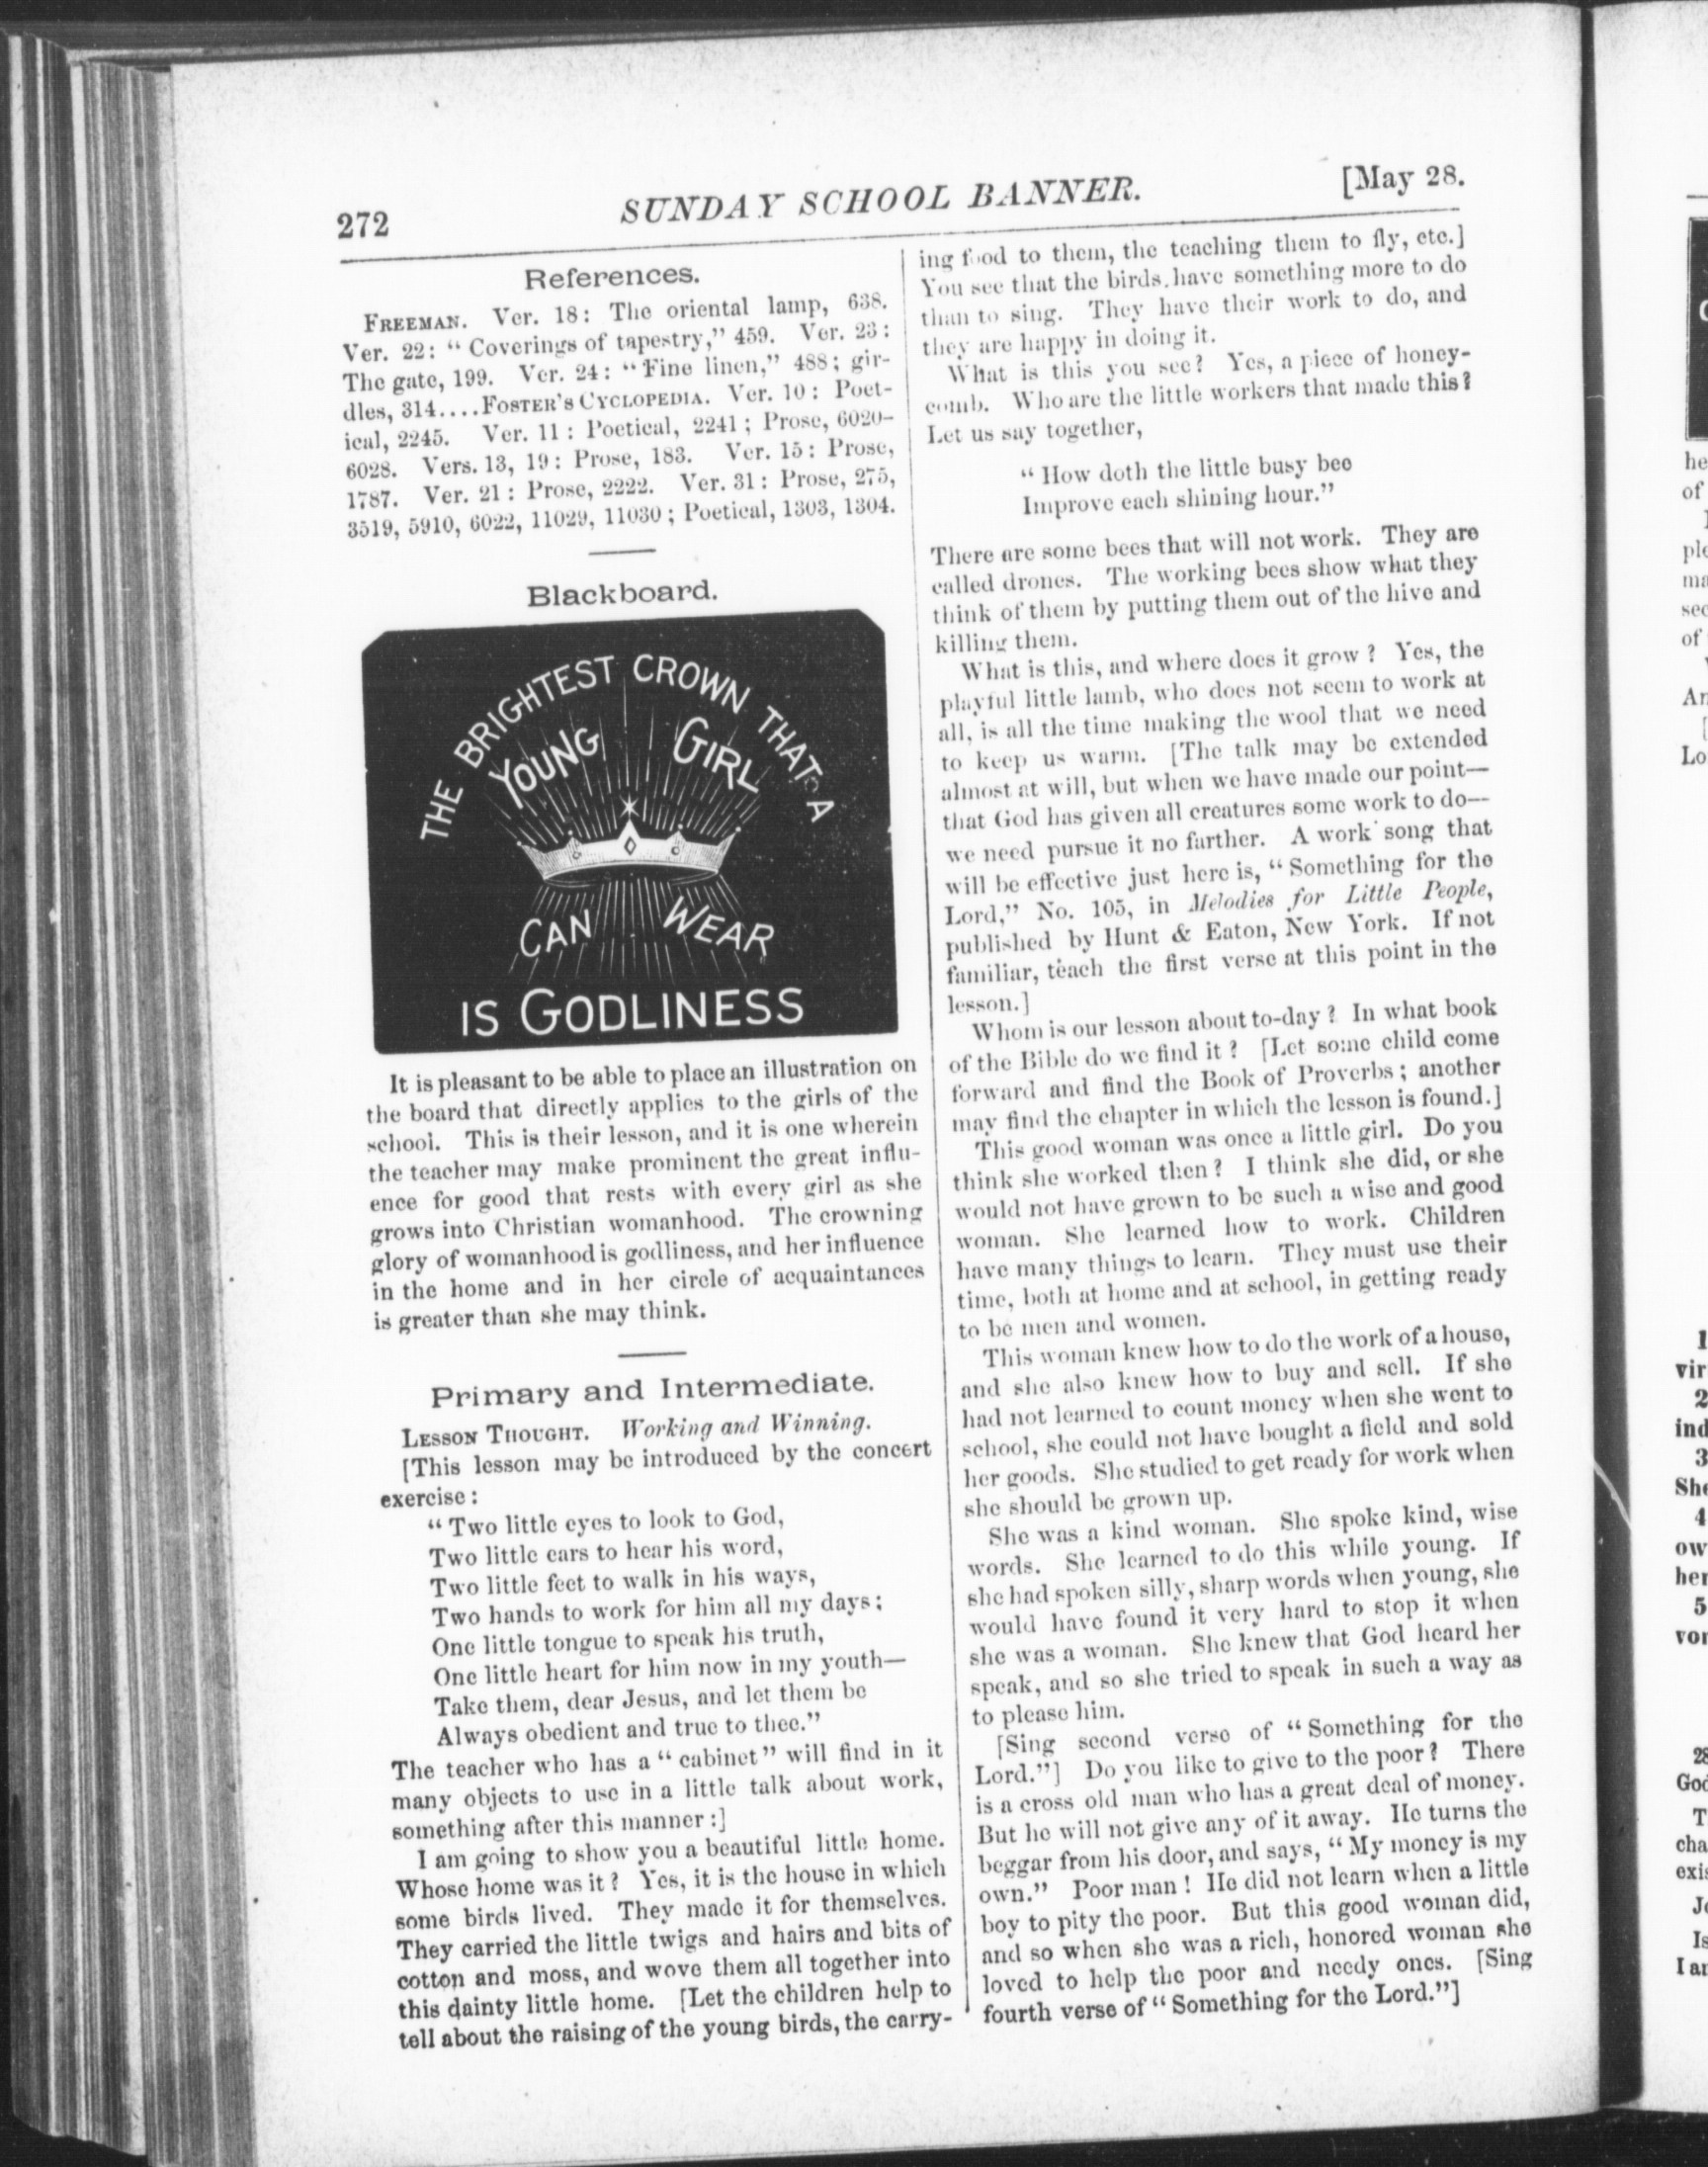 272
SUNDAY SCHOOL BANNER.
[May 28.
References.
FREEMAN. Ver. 18: The oriental lamp, 638.
Ver. 22: "Coverings of tapestry," 459. Ver. 23:
The gate, 199. Ver. 24: "Fine linen," 488; gir-
dles, 314....FOSTER'S CYCLOPEDIA. Ver. 10: Poet-
ical, 2245. Ver. 11: Poetical, 2241; Prose, 6020-
6028. Vers. 13, 19: Prose, 183. Ver. 15: Prose,
1787. Ver. 21: Prose, 2222. Ver. 31: Prose, 275,
3519, 5910, 6022, 11029, 11030; Poetical, 1303, 1304.
Blackboard.
THE BRIGHTEST CROWN THAT A
YOUNG GIRL
CAN WEAR
IS GODLINESS
It is pleasant to be able to place an illustration on
the board that directly applies to the girls of the
school. This is their lesson, and it is one wherein
the teacher may make prominent the great influ-
ence for good that rests with every girl as she
grows into Christian womanhood. The crowning
glory of womanhood is godliness, and her influence
in the home and in her circle of acquaintances
is greater than she may think.
Primary and Intermediate.
LESSON THOUGHT. Working and Winning.
[This lesson may be introduced by the concert
exercise:
"Two little eyes to look to God,
Two little ears to hear his word,
Two little feet to walk in his ways,
Two hands to work for him all my days;
One little tongue to speak his truth,
One little heart for him now in my youth—
Take them, dear Jesus, and let them be
Always obedient and true to thee."
The teacher who has a "cabinet" will find in it
many objects to use in a little talk about work,
something after this manner:]
I am going to show you a beautiful little home.
Whose home was it? Yes, it is the house in which
some birds lived. They made it for themselves.
They carried the little twigs and hairs and bits of
cotton and moss, and wove them all together into
this dainty little home. [Let the children help to
tell about the raising of the young birds, the carry-
ing food to them, the teaching them to fly, etc.]
You see that the birds have something more to do
than to sing. They have their work to do, and
they are happy in doing it.
What is this you see? Yes, a piece of honey-
comb. Who are the little workers that made this?
Let us say together,
"How doth the little busy bee
Improve each shining hour."
There are some bees that will not work. They are
called drones. The working bees show what they
think of them by putting them out of the hive and
killing them.
What is this, and where does it grow? Yes, the
playful little lamb, who does not seem to work at
all, is all the time making the wool that we need
to keep us warm. [The talk may be extended
almost at will, but when we have made our point—
that God has given all creatures some work to do—
we need pursue it no farther. A work song that
will be effective just here is, "Something for the
Lord," No. 105, in Melodies for Little People,
published by Hunt & Eaton, New York. If not
familiar, teach the first verse at this point in the
lesson.]
Whom is our lesson about to-day? In what book
of the Bible do we find it? [Let some child come
forward and find the Book of Proverbs; another
may find the chapter in which the lesson is found.]
This good woman was once a little girl. Do you
think she worked then? I think she did, or she
would not have grown to be such a wise and good
woman. She learned how to work. Children
have many things to learn. They must use their
time, both at home and at school, in getting ready
to be men and women.
This woman knew how to do the work of a house,
and she also knew how to buy and sell. If she
had not learned to count money when she went to
school, she could not have bought a field and sold
her goods. She studied to get ready for work when
she should be grown up.
She was a kind woman. She spoke kind, wise
words. She learned to do this while young. If
she had spoken silly, sharp words when young, she
would have found it very hard to stop it when
she was a woman. She knew that God heard her
speak, and so she tried to speak in such a way as
to please him.
[Sing second verse of "Something for the
Lord."] Do you like to give to the poor? There
is a cross old man who has a great deal of money.
But he will not give any of it away. He turns the
beggar from his door, and says, "My money is my
own." Poor man! He did not learn when a little
boy to pity the poor. But this good woman did,
and so when she was a rich, honored woman she
loved to help the poor and needy ones. [Sing
fourth verse of "Something for the Lord."]